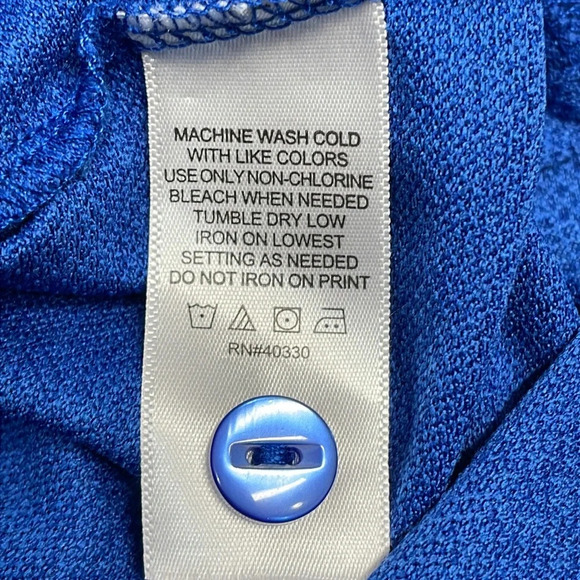 MACHINE WASH COLD
WITH LIKE COLORS
USE ONLY NON-CHLORINE
BLEACH WHEN NEEDED
TUMBLE DRY LOW
IRON ON LOWEST
SETTING AS NEEDED
DO NOT IRON ON PRINT
RN#40330